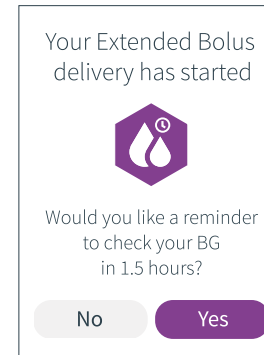 Your Extended Bolus
delivery has started
Would you like a reminder
to check your BG
in 1.5 hours?
No Yes